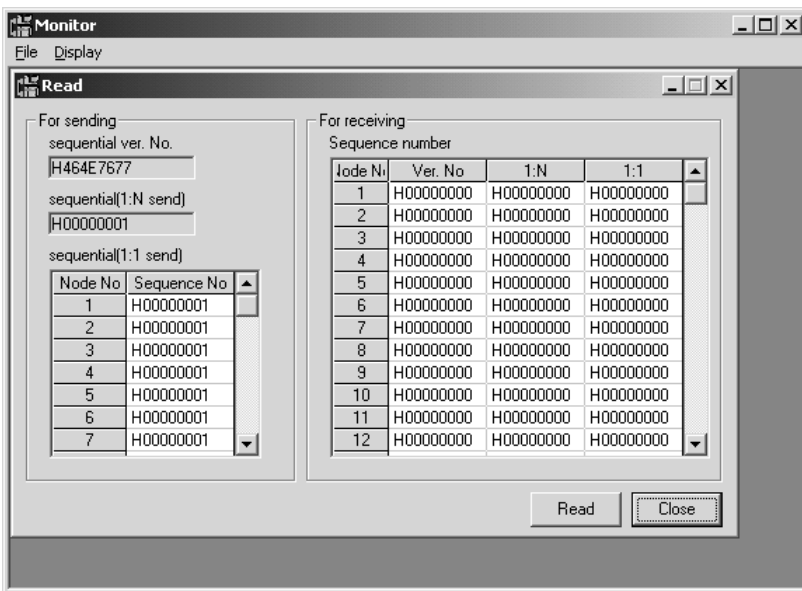 Monitor
File Display
Read
For sending
sequential ver. No.
H464E7677
sequential(1:N send)
H00000001
sequential(1:1 send)
Node No Sequence No
1 H00000001
2 H00000001
3 H00000001
4 H00000001
5 H00000001
6 H00000001
7 H00000001
For receiving
Sequence number
Node N Ver. No 1:N 1:1
1 H00000000 H00000000 H00000000
2 H00000000 H00000000 H00000000
3 H00000000 H00000000 H00000000
4 H00000000 H00000000 H00000000
5 H00000000 H00000000 H00000000
6 H00000000 H00000000 H00000000
7 H00000000 H00000000 H00000000
8 H00000000 H00000000 H00000000
9 H00000000 H00000000 H00000000
10 H00000000 H00000000 H00000000
11 H00000000 H00000000 H00000000
12 H00000000 H00000000 H00000000
Read Close